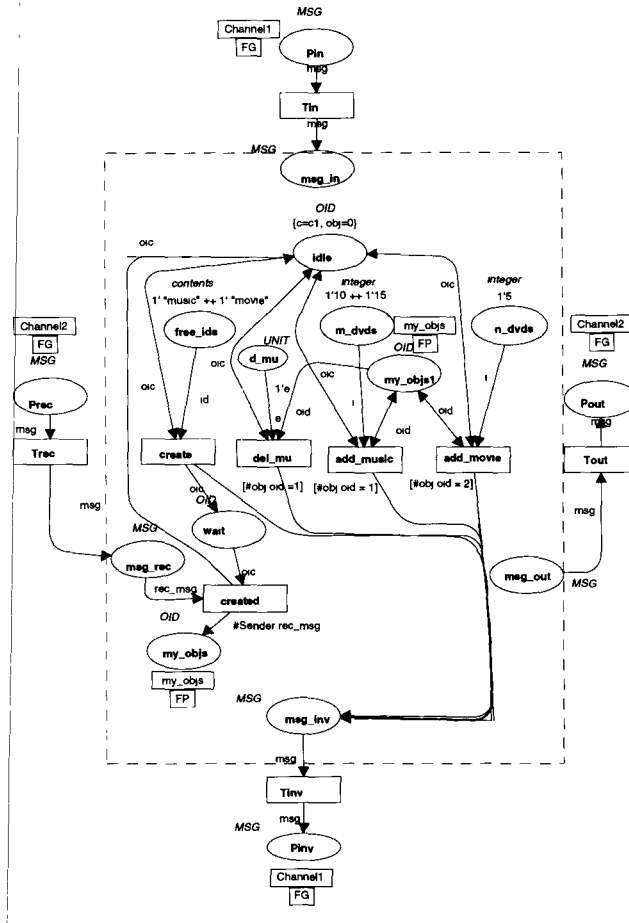 MSG
Channel1
FG
Pin
msg
Tin
msg
MSG
msg_in
OID
{c=c1, obj=0}
oic
idle
contents
1' "music" ++ 1' "movie"
free_ids
integer
1'10 ++ 1'15
m_dvds
my_objs
FP
OID
my_objs1
oic
integer
1'5
n_dvds
UNIT
d_mu
1'e
e
Channel2
FG
MSG
Prec
msg
Trec
Channel2
FG
MSG
Pout
msg
Tout
oic
id
oic
oid
oic
i
oid
oid
i
create
del_mu
add_music
add_movie
[#obj oid =1]
[#obj oid = 1]
[#obj oid = 2]
oic
OID
wait
oic
msg
MSG
msg_rec
rec_msg
created
#Sender rec_msg
OID
my_objs
my_objs
FP
msg
msg_out
MSG
MSG
msg_inv
msg
Tinv
msg
MSG
Pinv
Channel1
FG